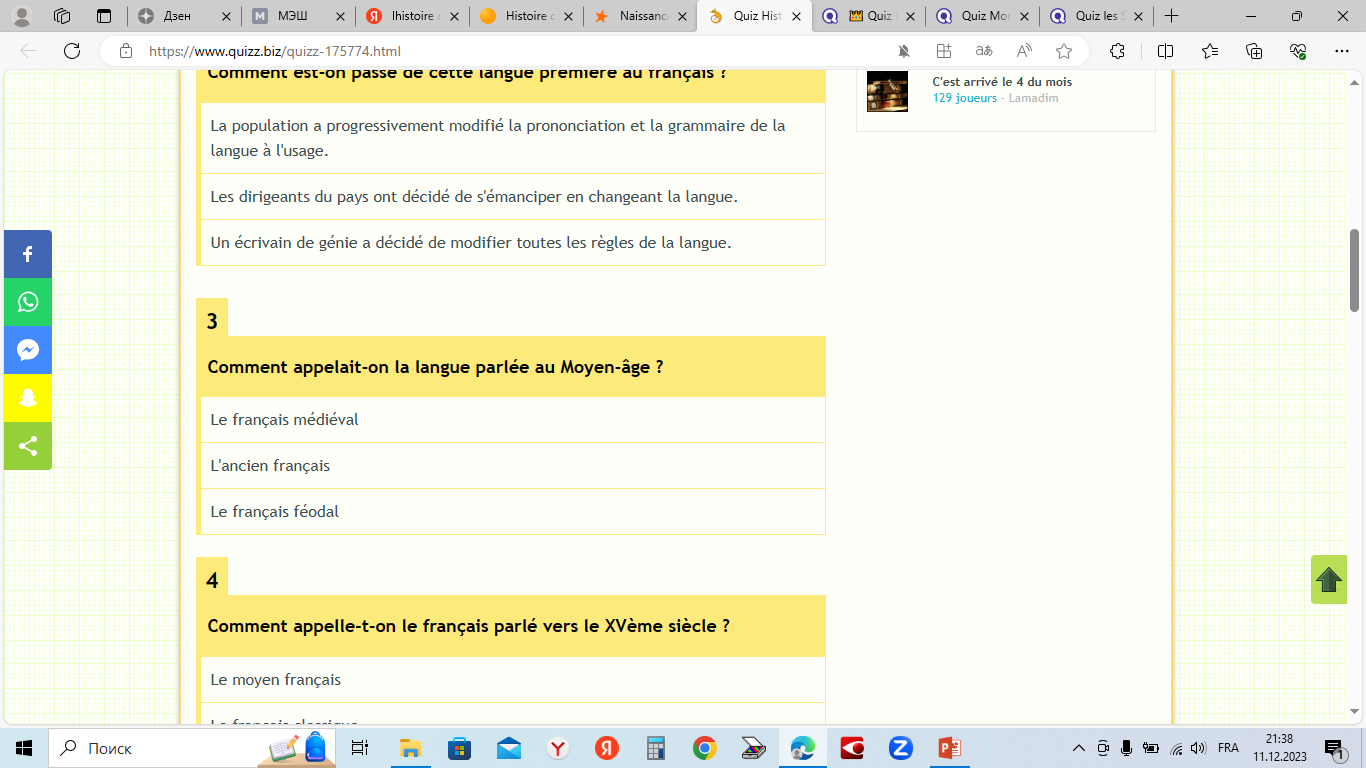 Дзен
МЭШ
lhistoire
Histoire
Naissanc
Quiz Hist
Quiz
Quiz Mor
Quiz les
https://www.quizz.biz/quizz-175774.html
Comment est-on passé de cette langue première au français ?
La population a progressivement modifié la prononciation et la grammaire de la
langue à l'usage.
Les dirigeants du pays ont décidé de s'émanciper en changeant la langue.
Un écrivain de génie a décidé de modifier toutes les règles de la langue.
C'est arrivé le 4 du mois
129 joueurs - Lamadim
3
Comment appelait-on la langue parlée au Moyen-âge ?
Le français médiéval
L'ancien français
Le français féodal
4
Comment appelle-t-on le français parlé vers le XVème siècle ?
Le moyen français
Le français classique
Поиск
FRA
21:38
11.12.2023
1